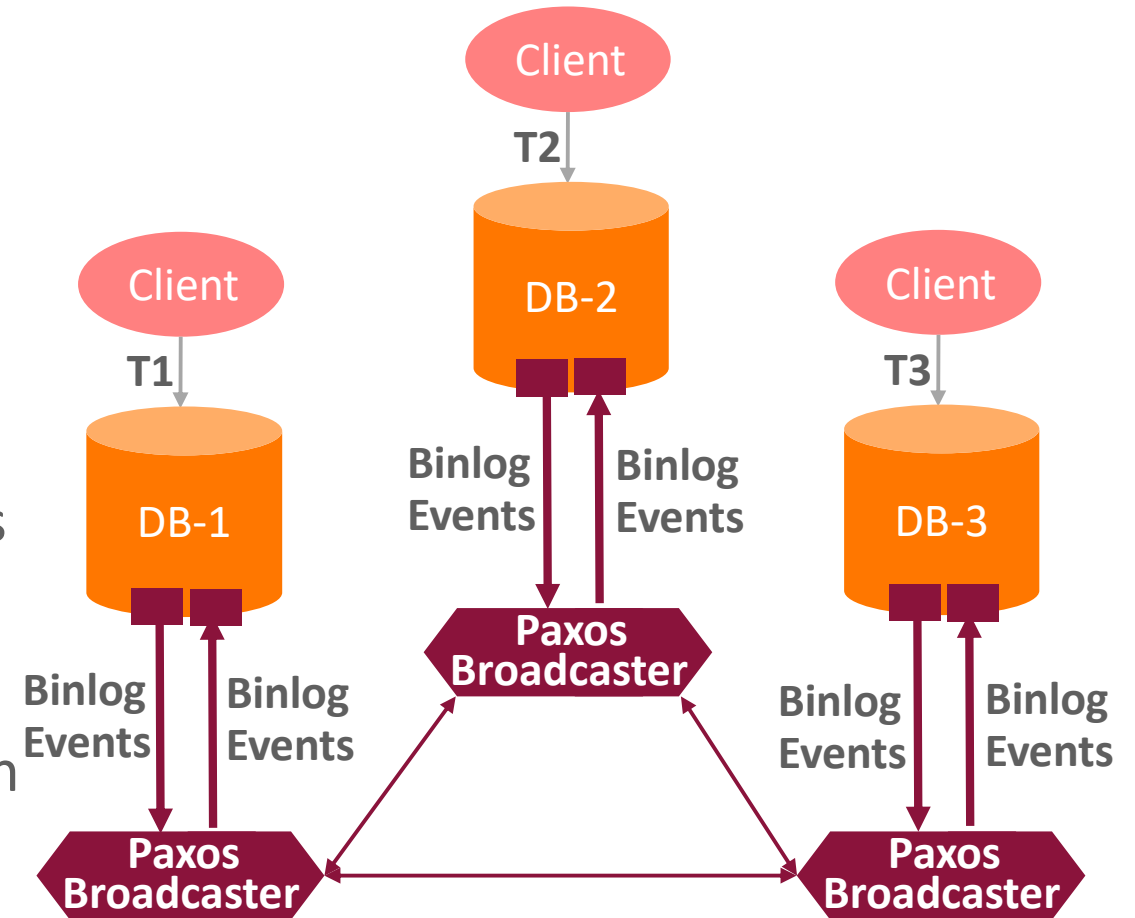 Client
T2
DB-2
Client
T1
DB-1
Client
T3
DB-3
Binlog
Events
Binlog
Events
Paxos
Broadcaster
s
Binlog
Events
Binlog
Events
n
Paxos
Broadcaster
Binlog
Events
Binlog
Events
Paxos
Broadcaster